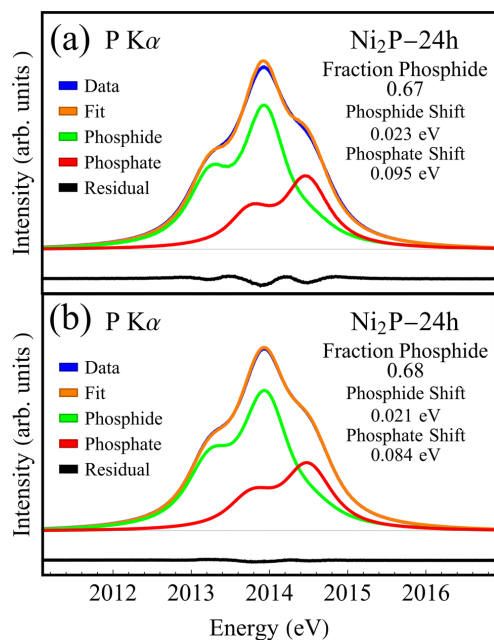 (a) P Kα Ni₂P−24h
Data
Fit
Phosphide
Phosphate
Residual
Fraction Phosphide
0.67
Phosphide Shift
0.023 eV
Phosphate Shift
0.095 eV
Intensity (arb. units)
(b) P Kα Ni₂P−24h
Data
Fit
Phosphide
Phosphate
Residual
Fraction Phosphide
0.68
Phosphide Shift
0.021 eV
Phosphate Shift
0.084 eV
Intensity (arb. units)
2012 2013 2014 2015 2016
Energy (eV)